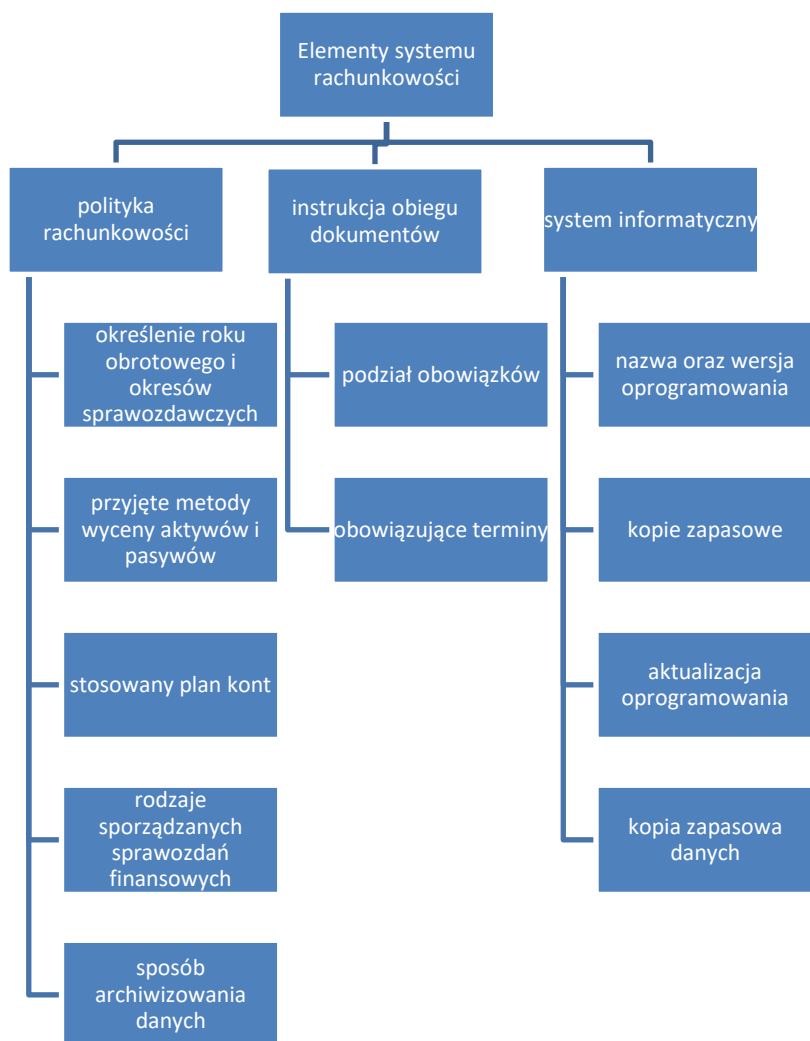 Elementy systemu
rachunkowości
polityka
rachunkowości
instrukcja obiegu
dokumentów
system informatyczny
określenie roku
obrotowego i
okresów
sprawozdawczych
podział obowiązków
nazwa oraz wersja
oprogramowania
przyjęte metody
wyceny aktywów i
pasywów
obowiązujące terminy
kopie zapasowe
stosowany plan kont
aktualizacja
oprogramowania
rodzaje
sporządzanych
sprawozdań
finansowych
kopia zapasowa
danych
sposób
archiwizowania
danych